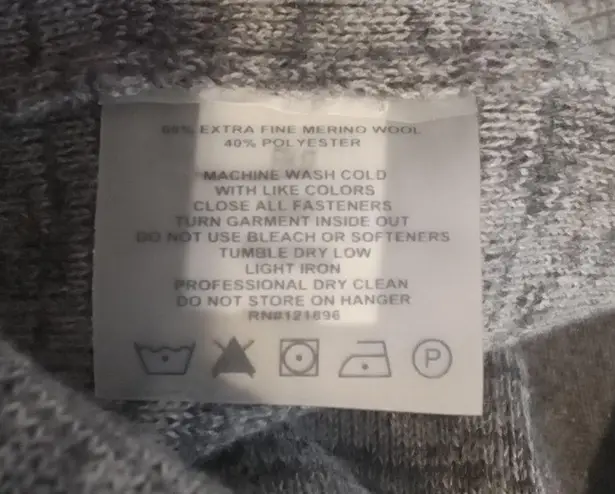 EXTRA FINE MERINO WOOL
40% POLYESTER
MACHINE WASH COLD
WITH LIKE COLORS
CLOSE ALL FASTENERS
TURN GARMENT INSIDE OUT
DO NOT USE BLEACH OR SOFTENERS
TUMBLE DRY LOW
LIGHT IRON
PROFESSIONAL DRY CLEAN
DO NOT STORE ON HANGER
RN#121896
P